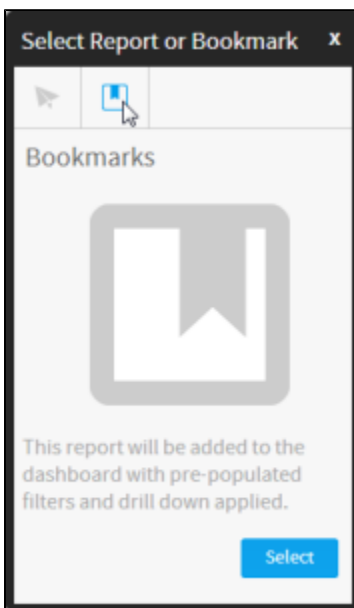 Select Report or Bookmark x
Bookmarks
This report will be added to the
dashboard with pre-populated
filters and drill down applied.
Select